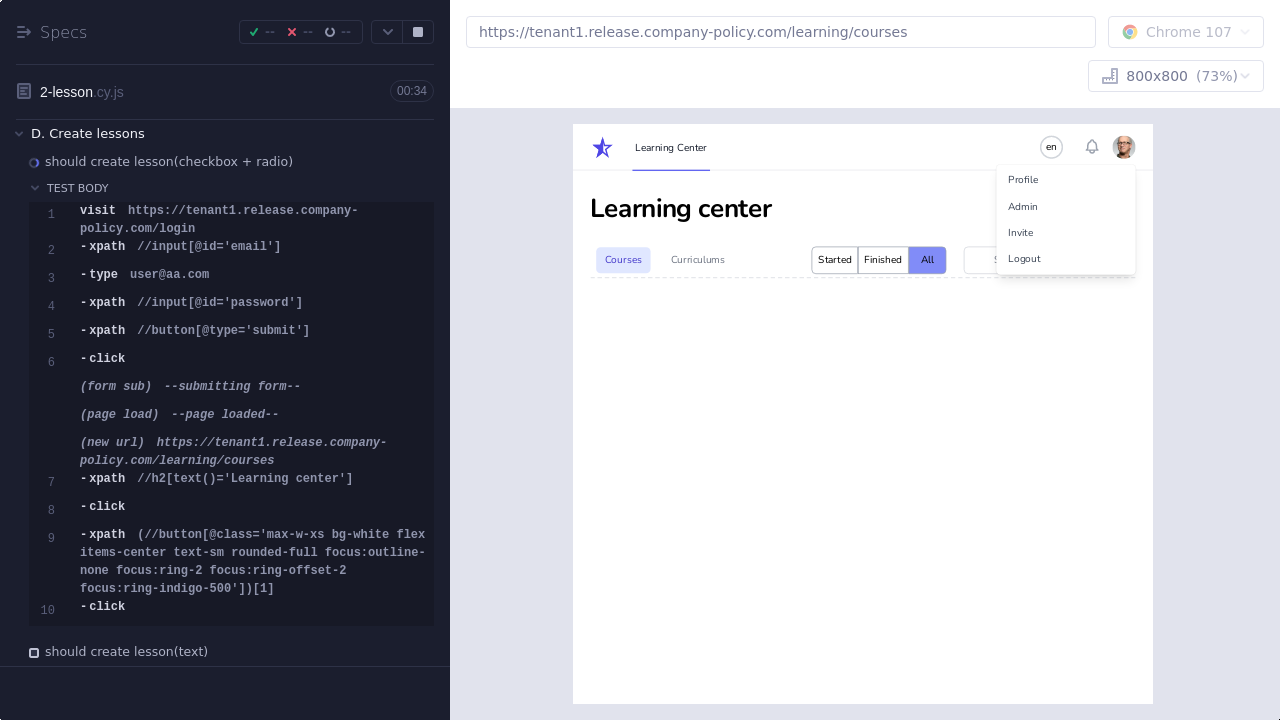 Specs
--
--
--
2-lesson.cy.js
00:34
D. Create lessons
should create lesson(checkbox + radio)
TEST BODY
1 visit https://tenant1.release.company-
policy.com/login
2 -xpath //input[@id='email']
3 -type user@aa.com
4 -xpath //input[@id='password']
5 -xpath //button[@type='submit']
6 -click
(form sub) --submitting form--
(page load) --page loaded--
(new url) https://tenant1.release.company-
policy.com/learning/courses
7 -xpath //h2[text()='Learning center']
8 -click
9 -xpath (//button[@class='max-w-xs bg-white flex
items-center text-sm rounded-full focus:outline-
none focus:ring-2 focus:ring-offset-2
focus:ring-indigo-500'])[1]
10 -click
should create lesson(text)
https://tenant1.release.company-policy.com/learning/courses
Chrome 107
800x800 (73%)
Learning Center
en
Profile
Admin
Invite
Logout
Learning center
Courses
Curriculums
Started
Finished
All